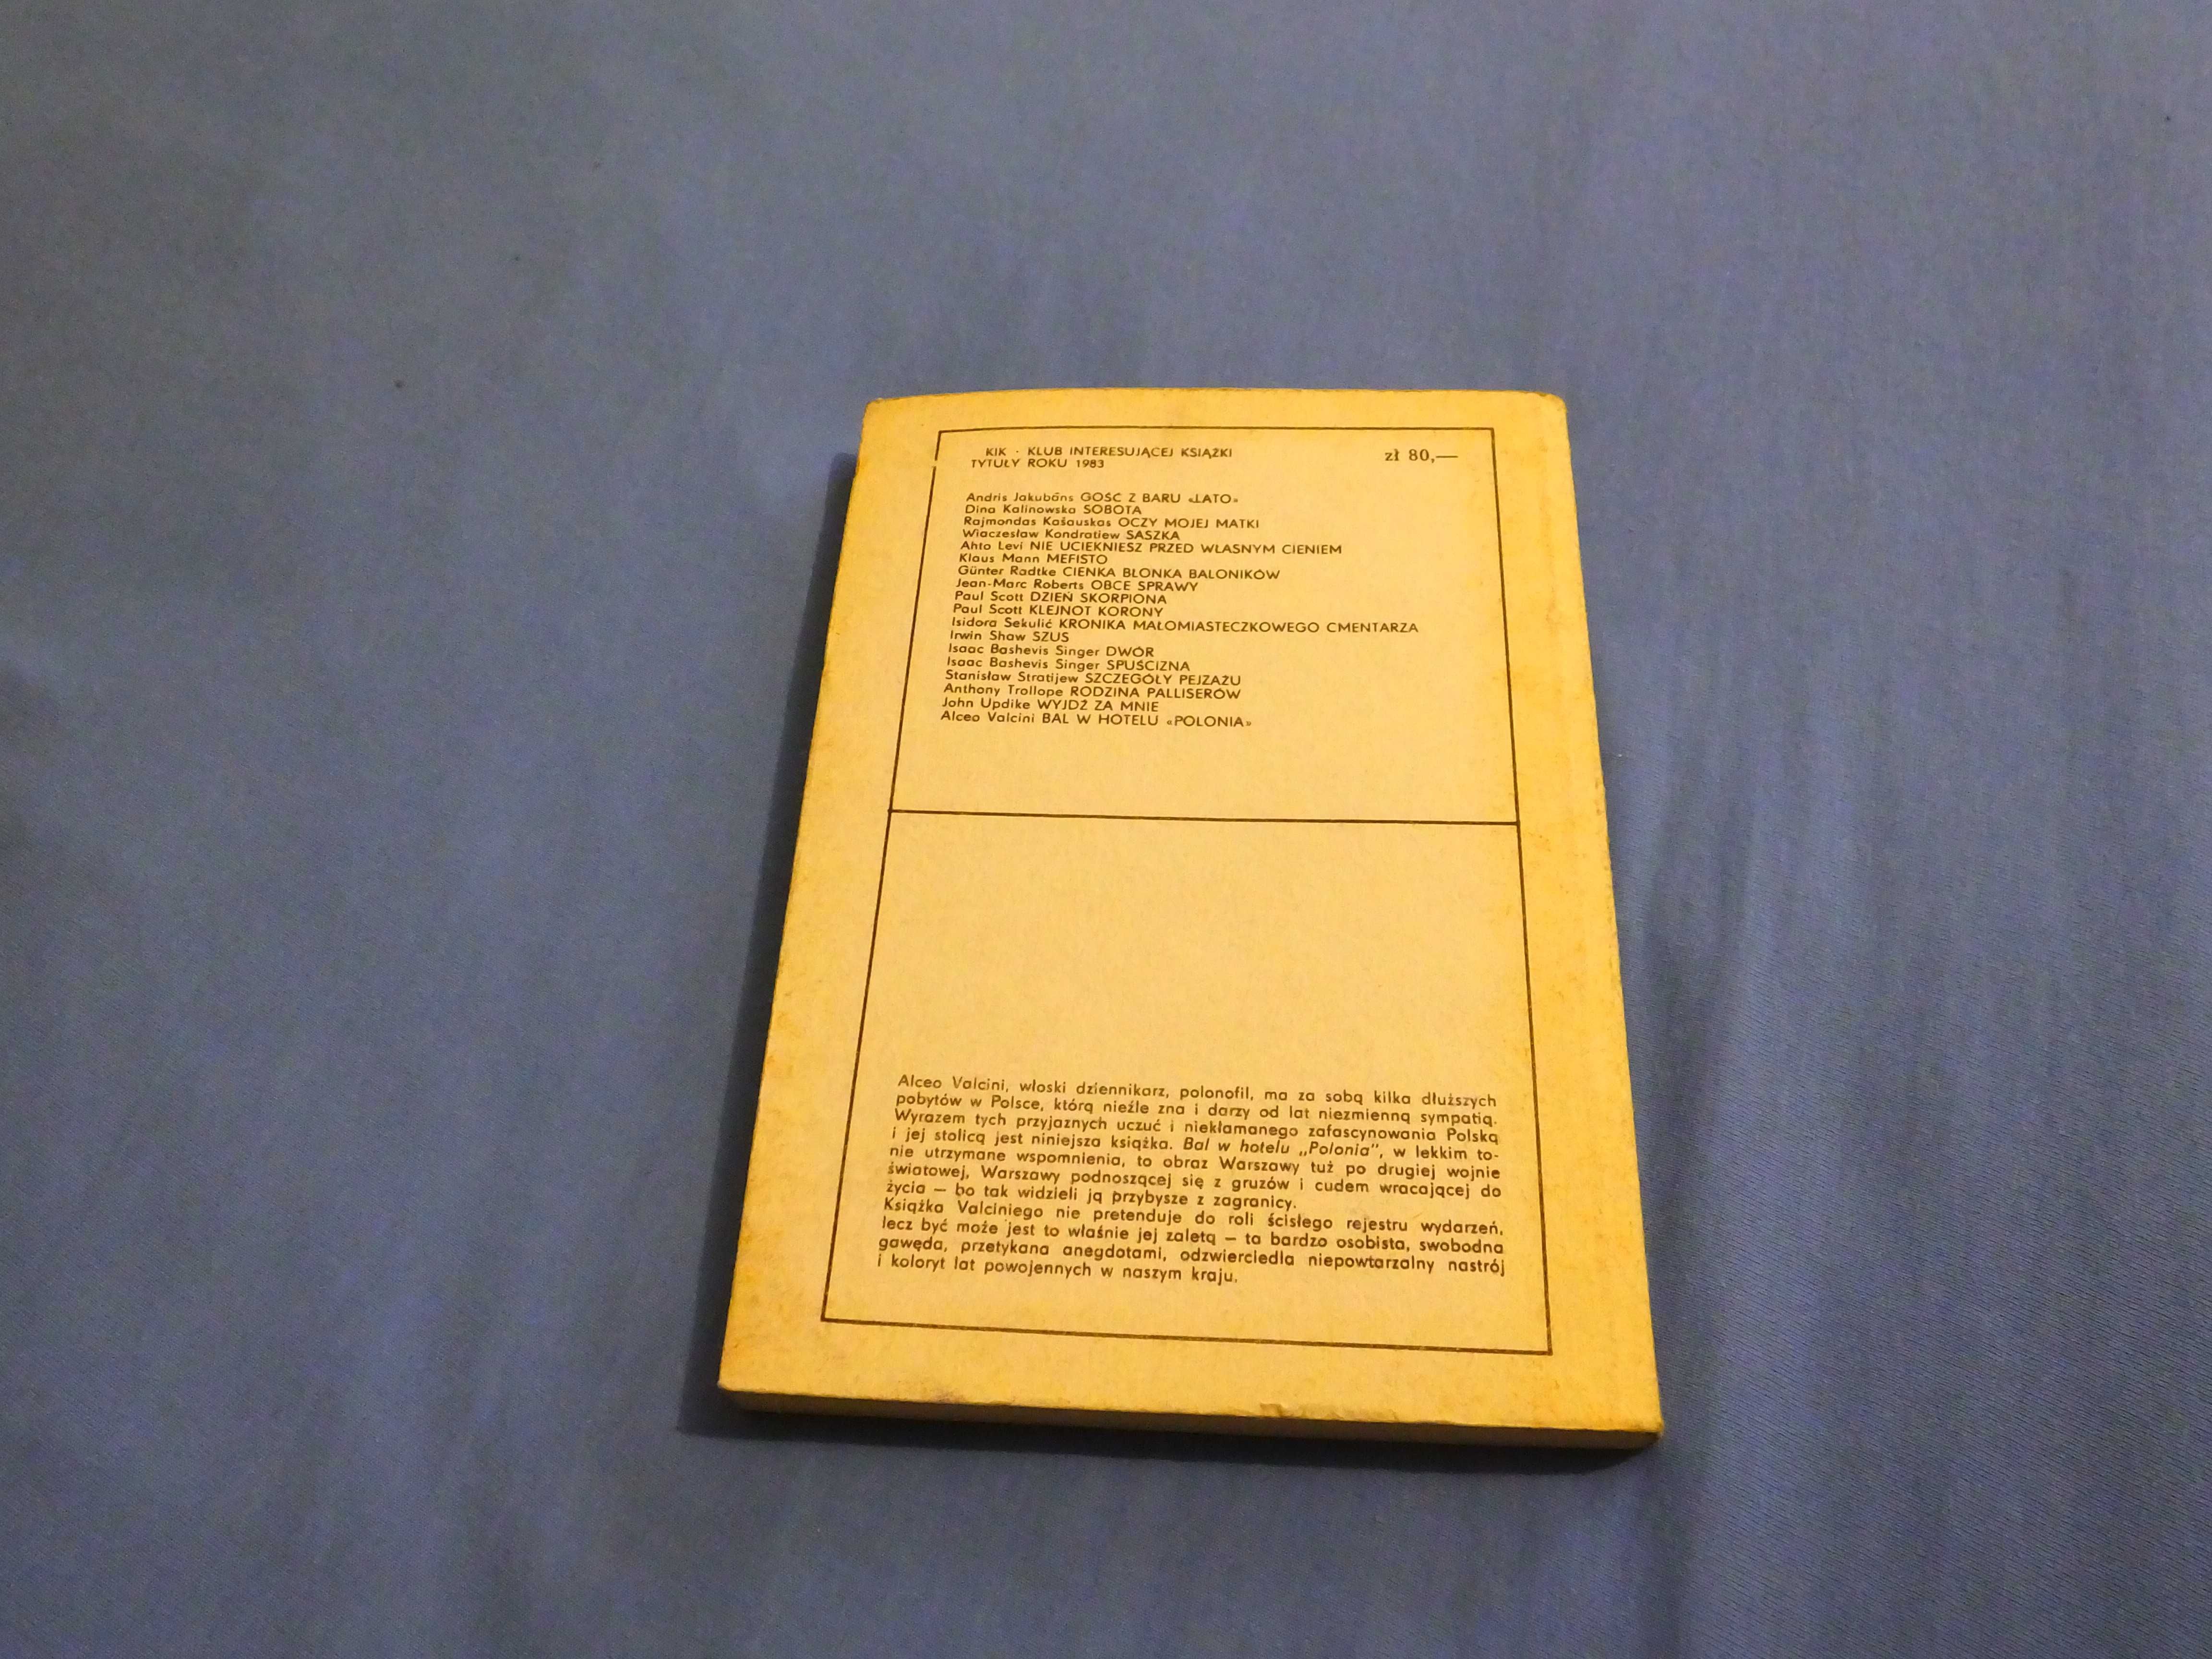 KIK · KLUB INTERESUJĄCEJ KSIĄŻKI
zł 80,—
TYTUŁY ROKU 1983
Andris Jakubāns GOŚĆ Z BARU «LATO»
Dina Kalinowska SOBOTA
Rajmondas Kašauskas OCZY MOJEJ MATKI
Wiaczesław Kondratiew SASZKA
Ahto Levi NIE UCIEKNIESZ PRZED WŁASNYM CIENIEM
Klaus Mann MEFISTO
Günter Radtke CIENKA BŁONKA BALONIKÓW
Jean-Marc Roberts OBCE SPRAWY
Paul Scott DZIEŃ SKORPIONA
Paul Scott KLEJNOT KORONY
Isidora Sekulić KRONIKA MAŁOMIASTECZKOWEGO CMENTARZA
Irwin Shaw SZUS
Isaac Bashevis Singer DWÓR
Isaac Bashevis Singer SPUŚCIZNA
Stanisław Stratijew SZCZEGÓŁY PEJZAŻU
Anthony Trollope RODZINA PALLISERÓW
John Updike WYJDŹ ZA MNIE
Alceo Valcini BAL W HOTELU «POLONIA»
Alceo Valcini, włoski dziennikarz, polonofil, ma za sobą kilka dłuższych
pobytów w Polsce, którą nieźle zna i darzy od lat niezmienną sympatią.
Wyrazem tych przyjaznych uczuć i niekłamanego zafascynowania Polską
i jej stolicą jest niniejsza książka. Bal w hotelu „Polonia”, w lekkim to-
nie utrzymane wspomnienia, to obraz Warszawy tuż po drugiej wojnie
światowej, Warszawy podnoszącej się z gruzów i cudem wracającej do
życia — bo tak widzieli ją przybysze z zagranicy.
Książka Valciniego nie pretenduje do roli ścisłego rejestru wydarzeń,
lecz być może jest to właśnie jej zaletą — ta bardzo osobista, swobodna
gawęda, przetykana anegdotami, odzwierciedla niepowtarzalny nastrój
i koloryt lat powojennych w naszym kraju.